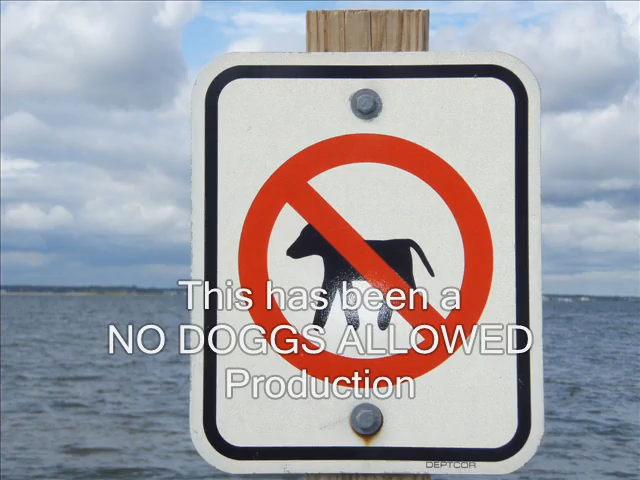 This has been a
NO DOGGS ALLOWED
Production
DEPTCOR